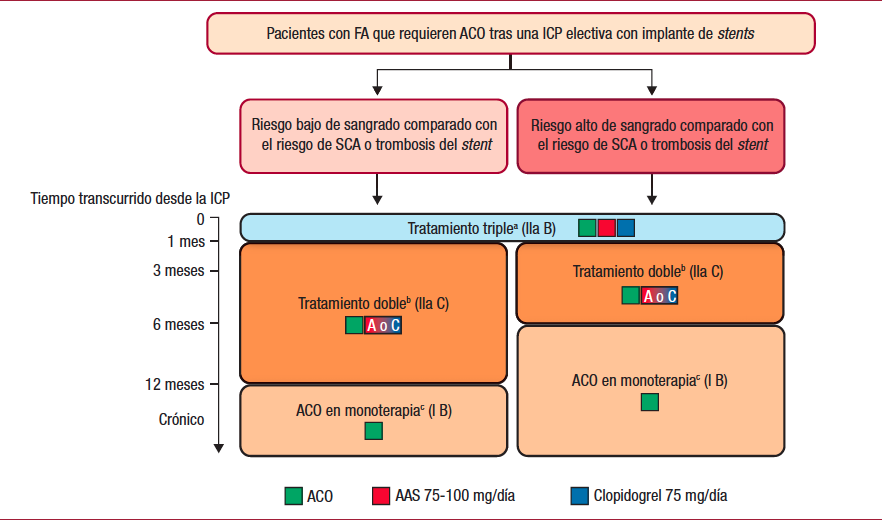 Pacientes con FA que requieren ACO tras una ICP electiva con implante de stents
Riesgo bajo de sangrado comparado con
el riesgo de SCA o trombosis del stent
Riesgo alto de sangrado comparado con
el riesgo de SCA o trombosis del stent
Tiempo transcurrido desde la ICP
0
Tratamiento tripleª (IIa B)
1 mes
3 meses
Tratamiento dobleᵇ (IIa C)
A o C
Tratamiento dobleᵇ (IIa C)
A o C
6 meses
12 meses
ACO en monoterapiaᶜ (I B)
ACO en monoterapiaᶜ (I B)
Crónico
ACO
AAS 75-100 mg/día
Clopidogrel 75 mg/día